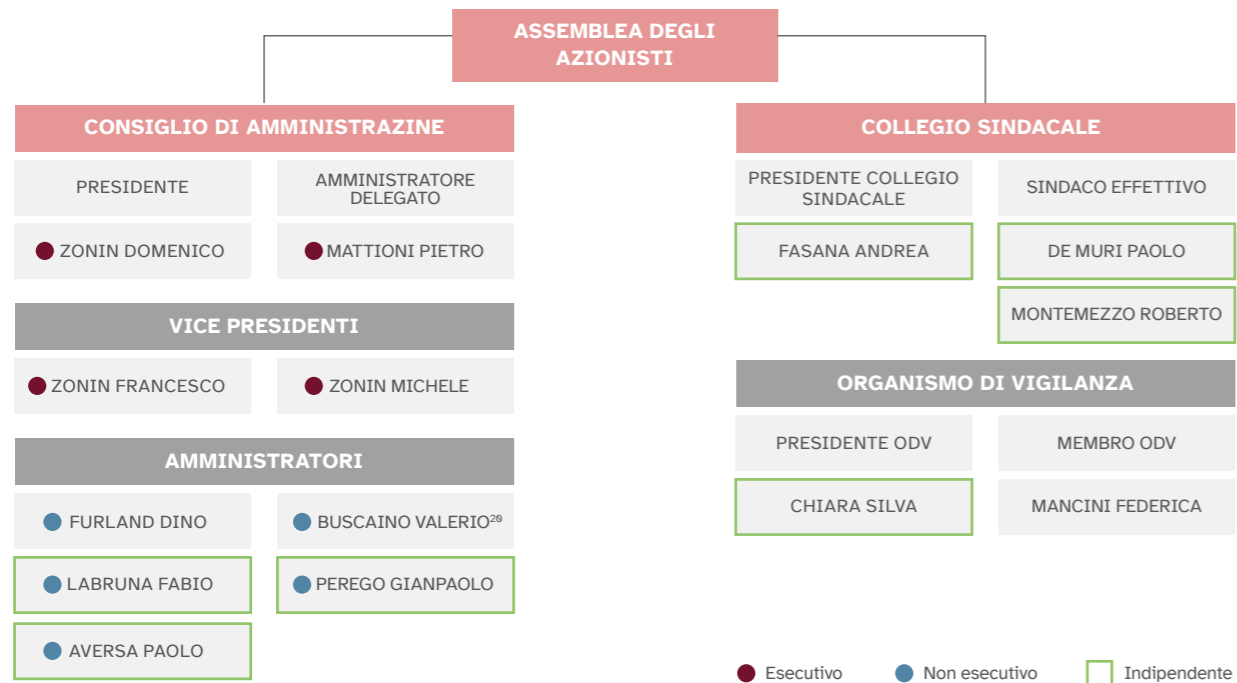 ASSEMBLEA DEGLI
AZIONISTI
CONSIGLIO DI AMMINISTRAZINE
PRESIDENTE
AMMINISTRATORE
DELEGATO
ZONIN DOMENICO
MATTIONI PIETRO
VICE PRESIDENTI
ZONIN FRANCESCO
ZONIN MICHELE
AMMINISTRATORI
FURLAND DINO
BUSCAINO VALERIO²⁰
LABRUNA FABIO
PEREGO GIANPAOLO
AVERSA PAOLO
COLLEGIO SINDACALE
PRESIDENTE COLLEGIO
SINDACALE
SINDACO EFFETTIVO
FASANA ANDREA
DE MURI PAOLO
MONTEMEZZO ROBERTO
ORGANISMO DI VIGILANZA
PRESIDENTE ODV
MEMBRO ODV
CHIARA SILVA
MANCINI FEDERICA
Esecutivo
Non esecutivo
Indipendente